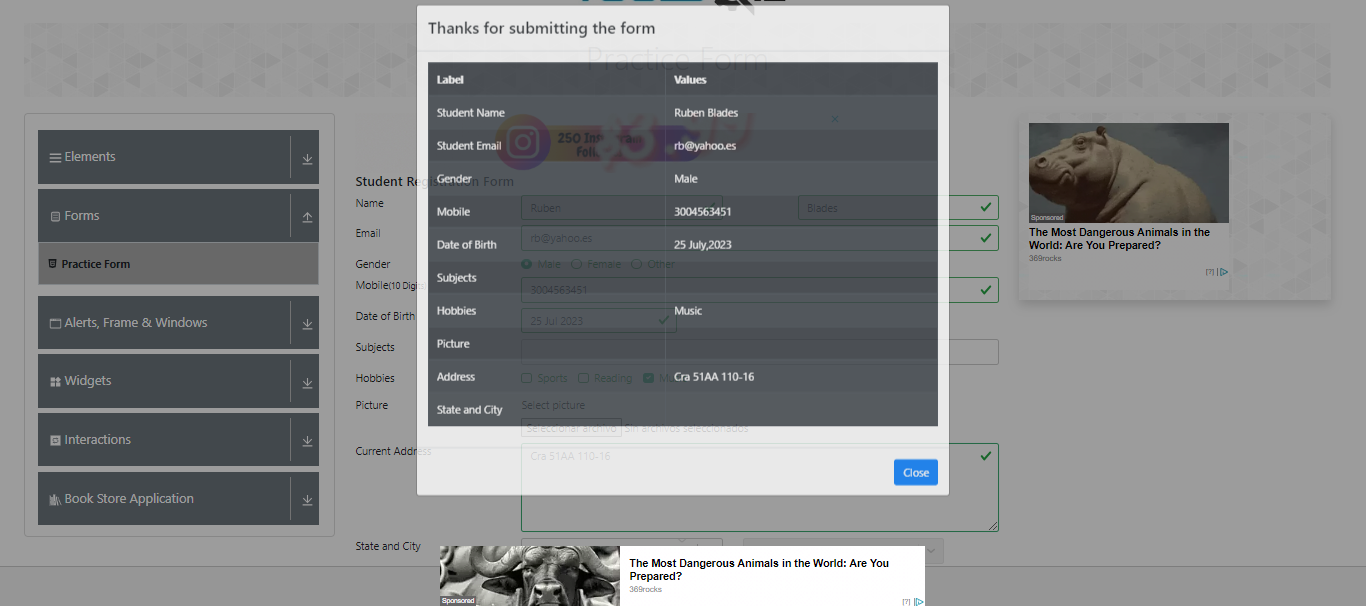 Thanks for submitting the form
Practice Form
Label Values
Student Name Ruben Blades
Student Email rb@yahoo.es
Gender Male
Mobile 3004563451
Date of Birth 25 July,2023
Subjects
Hobbies Music
Picture
Address Cra 51AA 110-16
State and City
Close
Elements
Forms
Practice Form
Alerts, Frame & Windows
Widgets
Interactions
Book Store Application
250
Student Registration Form
Name Ruben Blades
Email rb@yahoo.es
Gender Male Female Other
Mobile(10 Digits) 3004563451
Date of Birth 25 Jul 2023
Subjects
Hobbies Sports Reading
Picture Select picture
Seleccionar archivo Sin archivos seleccionados
Current Address Cra 51AA 110-16
State and City
Sponsored
The Most Dangerous Animals in the
World: Are You Prepared?
369rocks
[?]
Sponsored
The Most Dangerous Animals in the World: Are You
Prepared?
369rocks
[?]